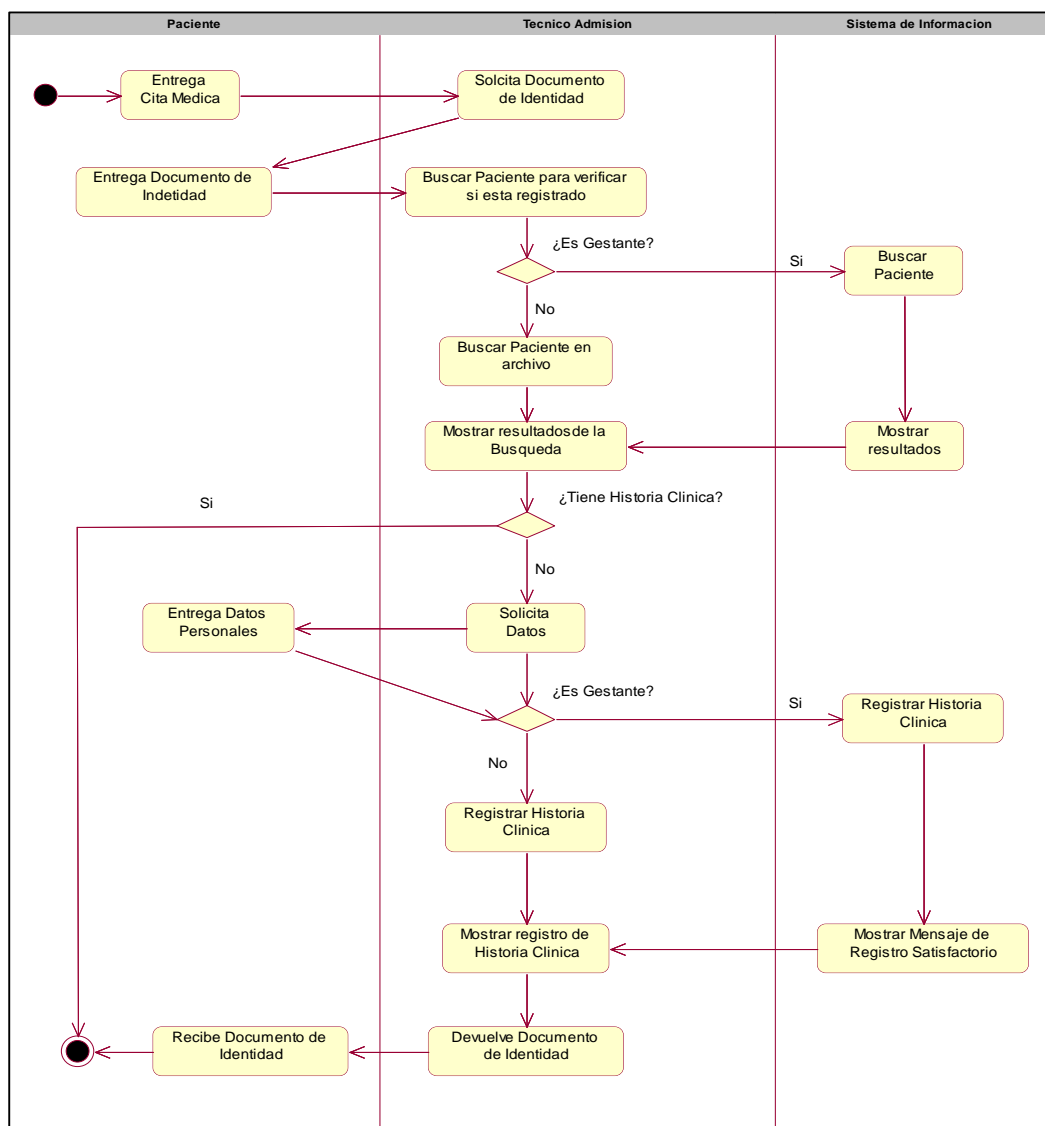 Paciente
Tecnico Admision
Sistema de Informacion
Entrega
Cita Medica
Solcita Documento
de Identidad
Entrega Documento de
Indetidad
Buscar Paciente para verificar
si esta registrado
¿Es Gestante?
Si
Buscar
Paciente
No
Buscar Paciente en
archivo
Mostrar resultados de la
Busqueda
Mostrar
resultados
¿Tiene Historia Clinica?
Si
No
Entrega Datos
Personales
Solicita
Datos
¿Es Gestante?
Si
Registrar Historia
Clinica
No
Registrar Historia
Clinica
Mostrar registro de
Historia Clinica
Mostrar Mensaje de
Registro Satisfactorio
Recibe Documento de
Identidad
Devuelve Documento
de Identidad